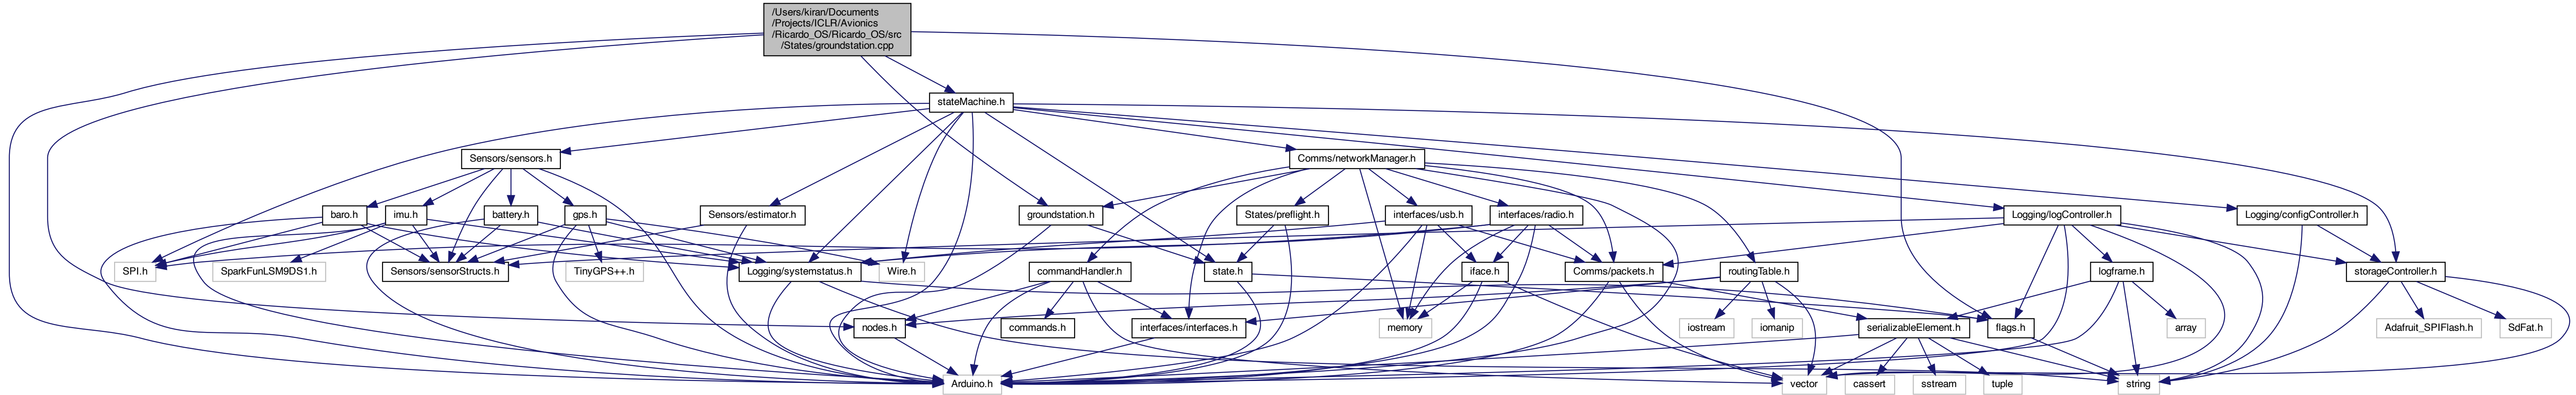 /Users/kiran/Documents
/Projects/ICLR/Avionics
/Ricardo_OS/Ricardo_OS/src
/States/groundstation.cpp
stateMachine.h
Sensors/sensors.h
Comms/networkManager.h
baro.h
imu.h
battery.h
gps.h
Sensors/estimator.h
groundstation.h
States/preflight.h
interfaces/usb.h
interfaces/radio.h
Logging/logController.h
Logging/configController.h
SPI.h
SparkFunLSM9DS1.h
Sensors/sensorStructs.h
TinyGPS++.h
Logging/systemstatus.h
Wire.h
commandHandler.h
state.h
iface.h
Comms/packets.h
routingTable.h
logframe.h
storageController.h
nodes.h
commands.h
interfaces/interfaces.h
memory
iostream
iomanip
serializableElement.h
flags.h
array
Adafruit_SPIFlash.h
SdFat.h
Arduino.h
vector
cassert
sstream
tuple
string